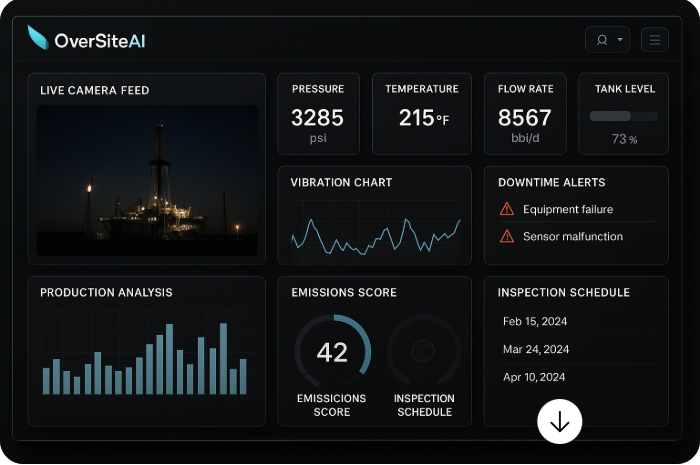 OverSiteAI
LIVE CAMERA FEED
PRESSURE
3285
psi
TEMPERATURE
215°F
FLOW RATE
8567
bbi/d
TANK LEVEL
73 %
VIBRATION CHART
DOWNTIME ALERTS
Equipment failure
Sensor malfunction
PRODUCTION ANALYSIS
EMISSIONS SCORE
42
EMISSICIONS
SCORE
INSPECTION
SCHEDULE
INSPECTION SCHEDULE
Feb 15, 2024
Mar 24, 2024
Apr 10, 2024